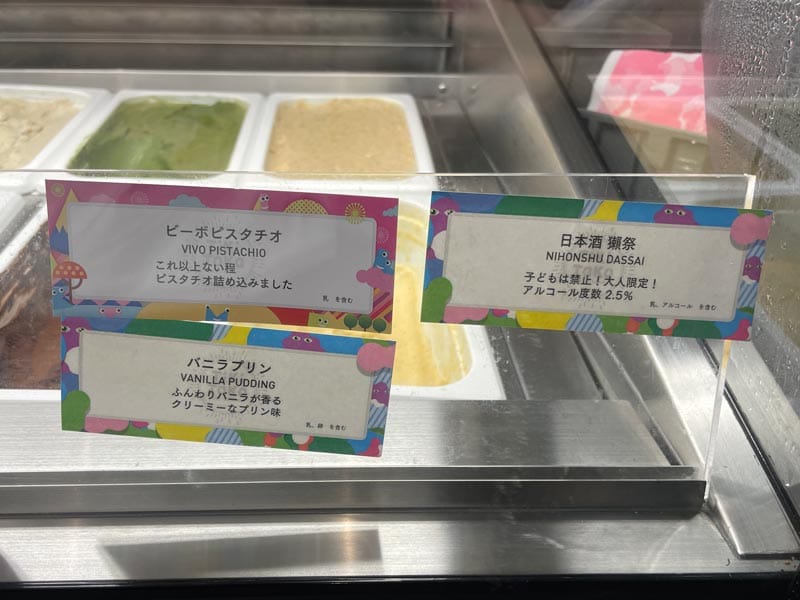 ビーボピスタチオ
VIVO PISTACHIO
これ以上ない程
ピスタチオ詰め込みました
乳 を含む
日本酒 獺祭
NIHONSHU DASSAI
子どもは禁止！大人限定！
アルコール度数 2.5%
乳、アルコール を含む
バニラプリン
VANILLA PUDDING
ふんわりバニラが香る
クリーミーなプリン味
乳、卵 を含む